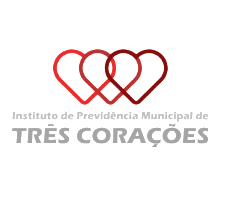 Instituto de Previdência Municipal de
TRÊS CORAÇÕES